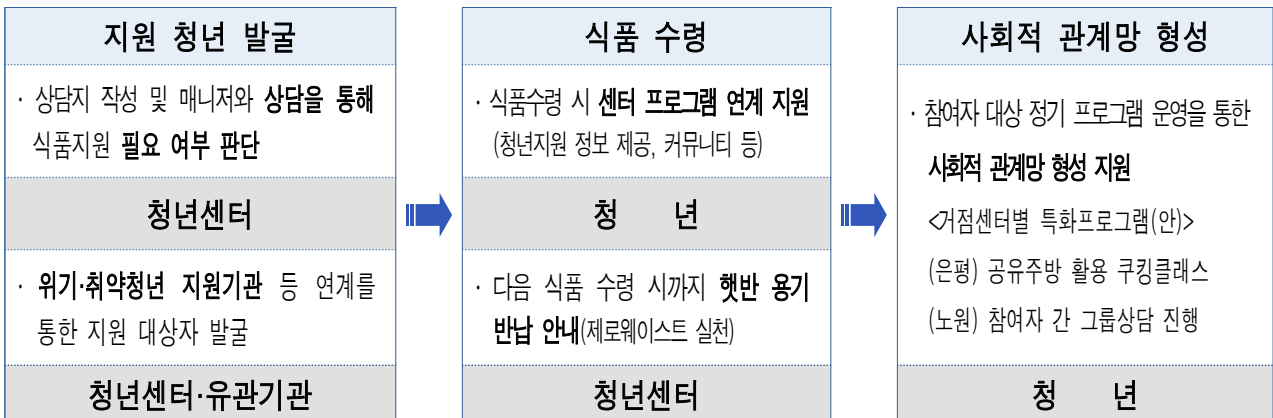 지원 청년 발굴
· 상담지 작성 및 매니저와 상담을 통해
식품지원 필요 여부 판단
청년센터
· 위기·취약청년 지원기관 등 연계를
통한 지원 대상자 발굴
청년센터·유관기관
식품 수령
· 식품수령 시 센터 프로그램 연계 지원
(청년지원 정보 제공, 커뮤니티 등)
청 년
· 다음 식품 수령 시까지 햇반 용기
반납 안내(제로웨이스트 실천)
청년센터
사회적 관계망 형성
· 참여자 대상 정기 프로그램 운영을 통한
사회적 관계망 형성 지원
<거점센터별 특화프로그램(안)>
(은평) 공유주방 활용 쿠킹클래스
(노원) 참여자 간 그룹상담 진행
청 년